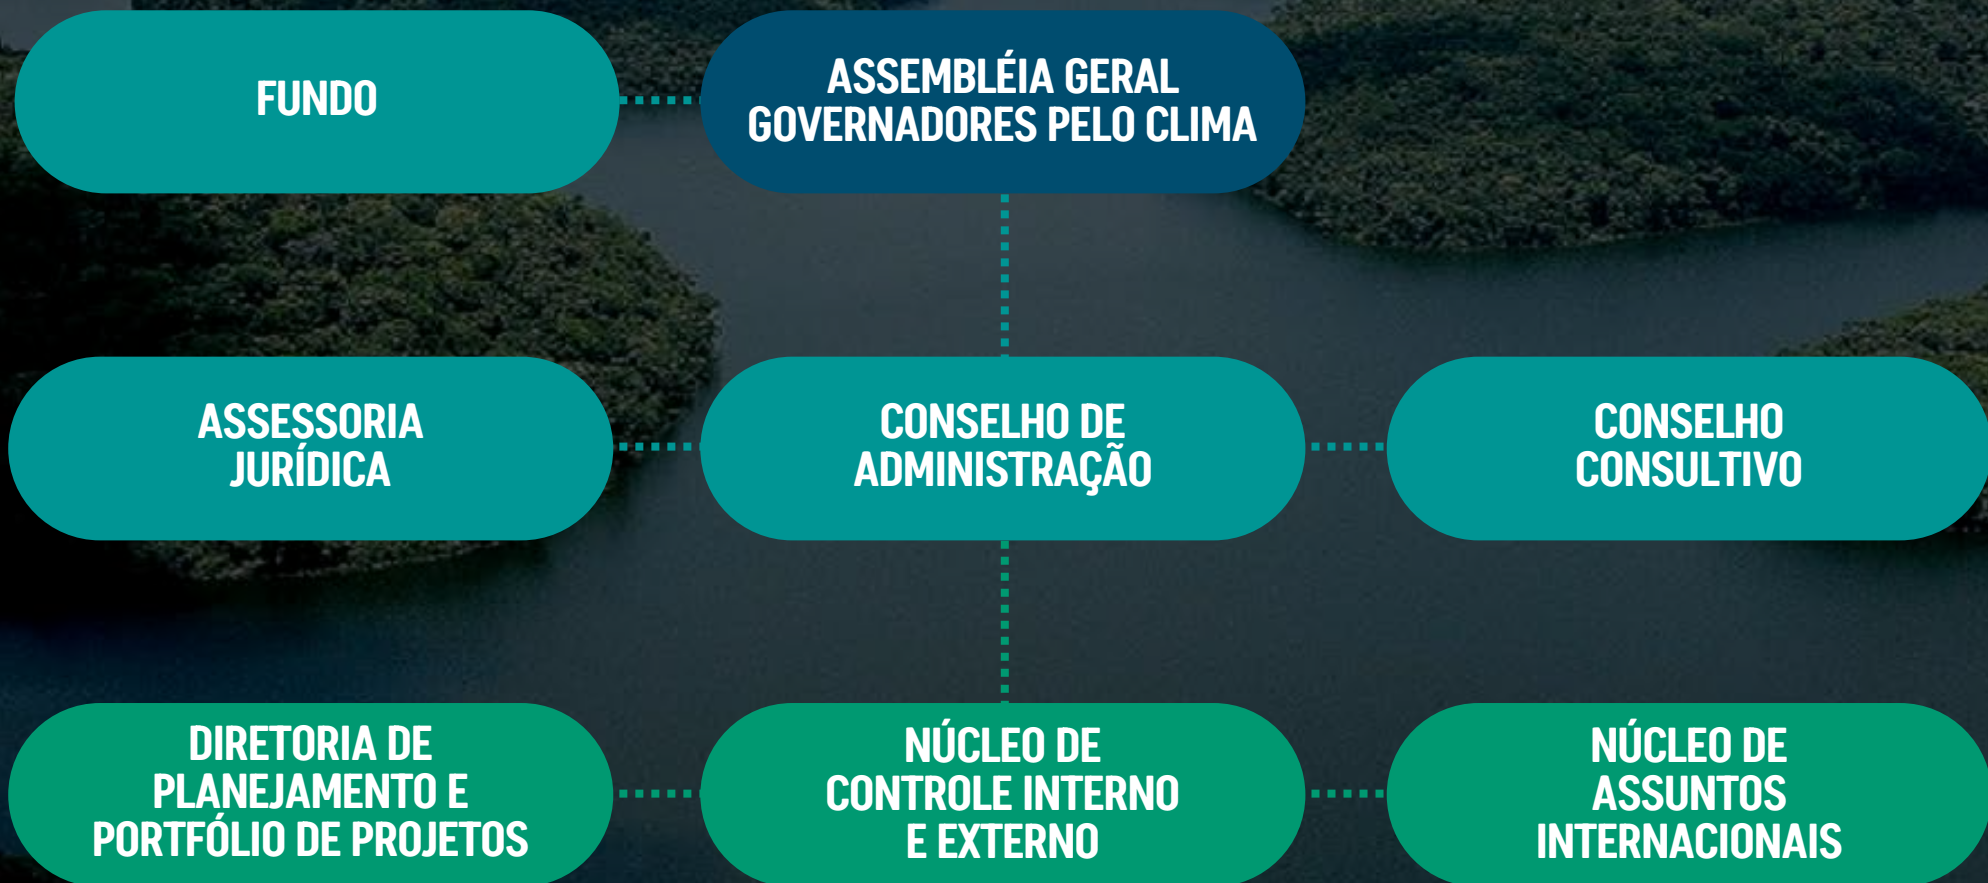 FUNDO
ASSEMBLÉIA GERAL
GOVERNADORES PELO CLIMA
ASSESSORIA
JURÍDICA
CONSELHO DE
ADMINISTRAÇÃO
CONSELHO
CONSULTIVO
DIRETORIA DE
PLANEJAMENTO E
PORTFÓLIO DE PROJETOS
NÚCLEO DE
CONTROLE INTERNO
E EXTERNO
NÚCLEO DE
ASSUNTOS
INTERNACIONAIS